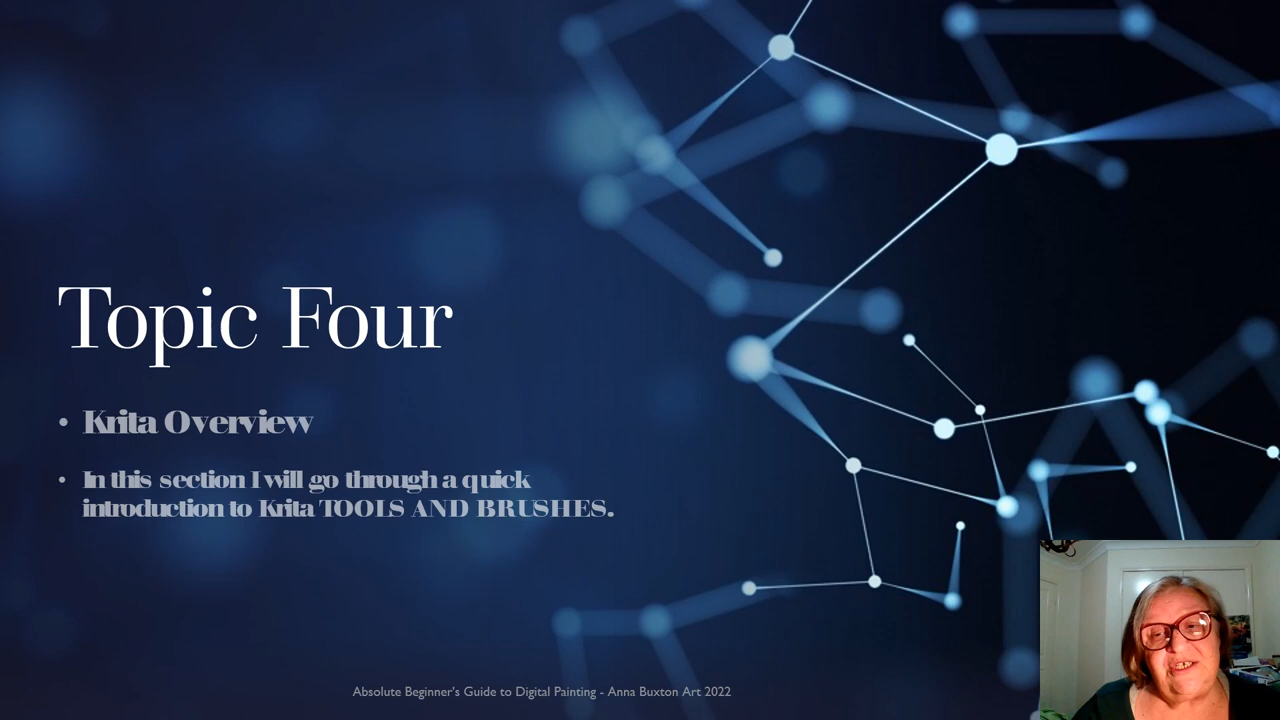 Topic Four
• Krita Overview
• In this section I will go through a quick
introduction to Krita TOOLS AND BRUSHES.
Absolute Beginner's Guide to Digital Painting - Anna Buxton Art 2022